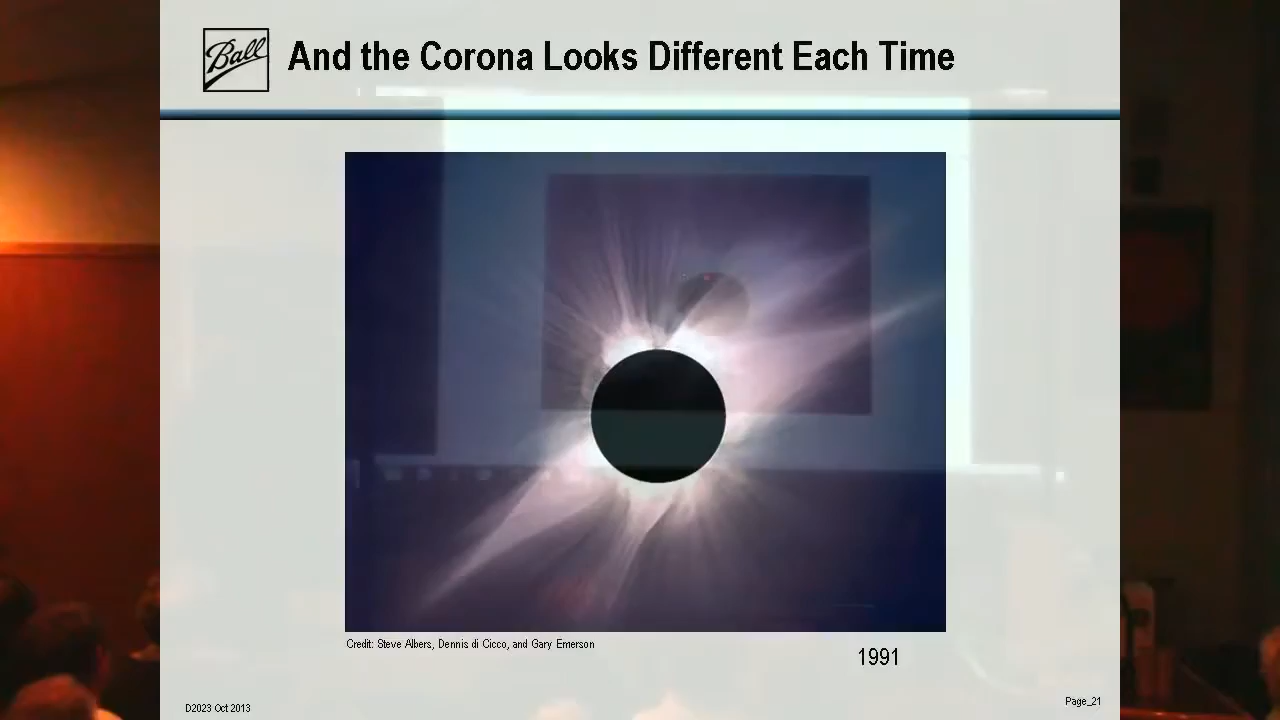 Ball
And the Corona Looks Different Each Time
Credit: Steve Albers, Dennis di Cicco, and Gary Emerson
1991
D2023 Oct 2013
Page_21